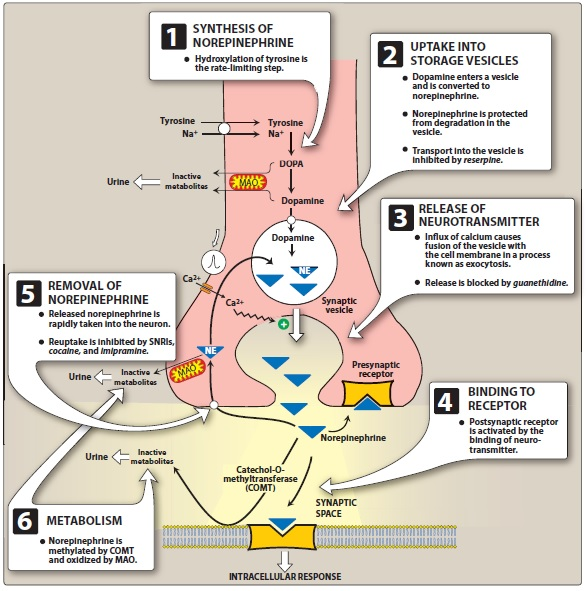 1 SYNTHESIS OF
NOREPINEPHRINE
• Hydroxylation of tyrosine is
the rate-limiting step.
2 UPTAKE INTO
STORAGE VESICLES
• Dopamine enters a vesicle
and is converted to
norepinephrine.
• Norepinephrine is protected
from degradation in the
vesicle.
• Transport into the vesicle is
inhibited by reserpine.
Tyrosine
Tyrosine
Na+
Na+
DOPA
Urine
Inactive
metabolites
MAO
Dopamine
Dopamine
3 RELEASE OF
NEUROTRANSMITTER
• Influx of calcium causes
fusion of the vesicle with
the cell membrane in a process
known as exocytosis.
• Release is blocked by guanethidine.
NE
Ca2+
Ca2+
Synaptic
vesicle
+
5 REMOVAL OF
NOREPINEPHRINE
• Released norepinephrine is
rapidly taken into the neuron.
• Reuptake is inhibited by SNRIs,
cocaine, and imipramine.
NE
MAO
Urine
Inactive
metabolites
Presynaptic
receptor
4 BINDING TO
RECEPTOR
• Postsynaptic receptor
is activated by the
binding of neuro-
transmitter.
Norepinephrine
Urine
Inactive
metabolites
Catechol-O-
methyltransferase
(COMT)
SYNAPTIC
SPACE
6 METABOLISM
• Norepinephrine is
methylated by COMT
and oxidized by MAO.
INTRACELLULAR RESPONSE